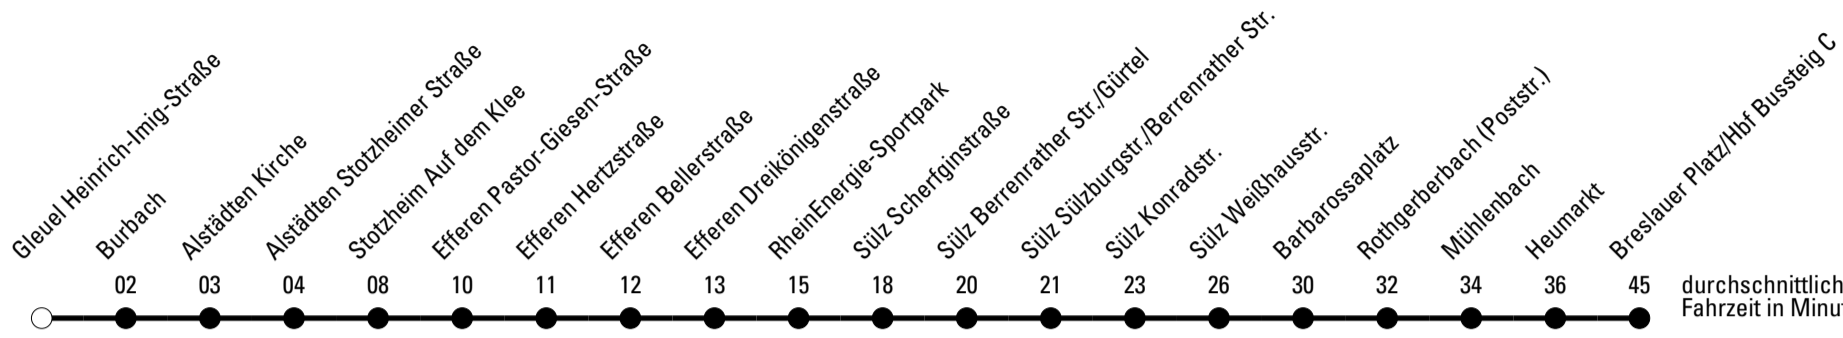 Gleuel Heinrich-Imig-Straße
Burbach
Alstädten Kirche
Alstädten Stotzheimer Straße
Stotzheim Auf dem Klee
Efferen Pastor-Giesen-Straße
Efferen Hertzstraße
Efferen Bellerstraße
Efferen Dreikönigenstraße
RheinEnergie-Sportpark
Sülz Scherfginstraße
Sülz Berrenrather Str./Gürtel
Sülz Sülzburgstr./Berrenrather Str.
Sülz Konradstr.
Sülz Weißhausstr.
Barbarossaplatz
Rothgerberbach (Poststr.)
Mühlenbach
Heumarkt
Breslauer Platz/Hbf Bussteig C
02 03 04 08 10 11 12 13 15 18 20 21 23 26 30 32 34 36 45
durchschnittlich
Fahrzeit in Minu